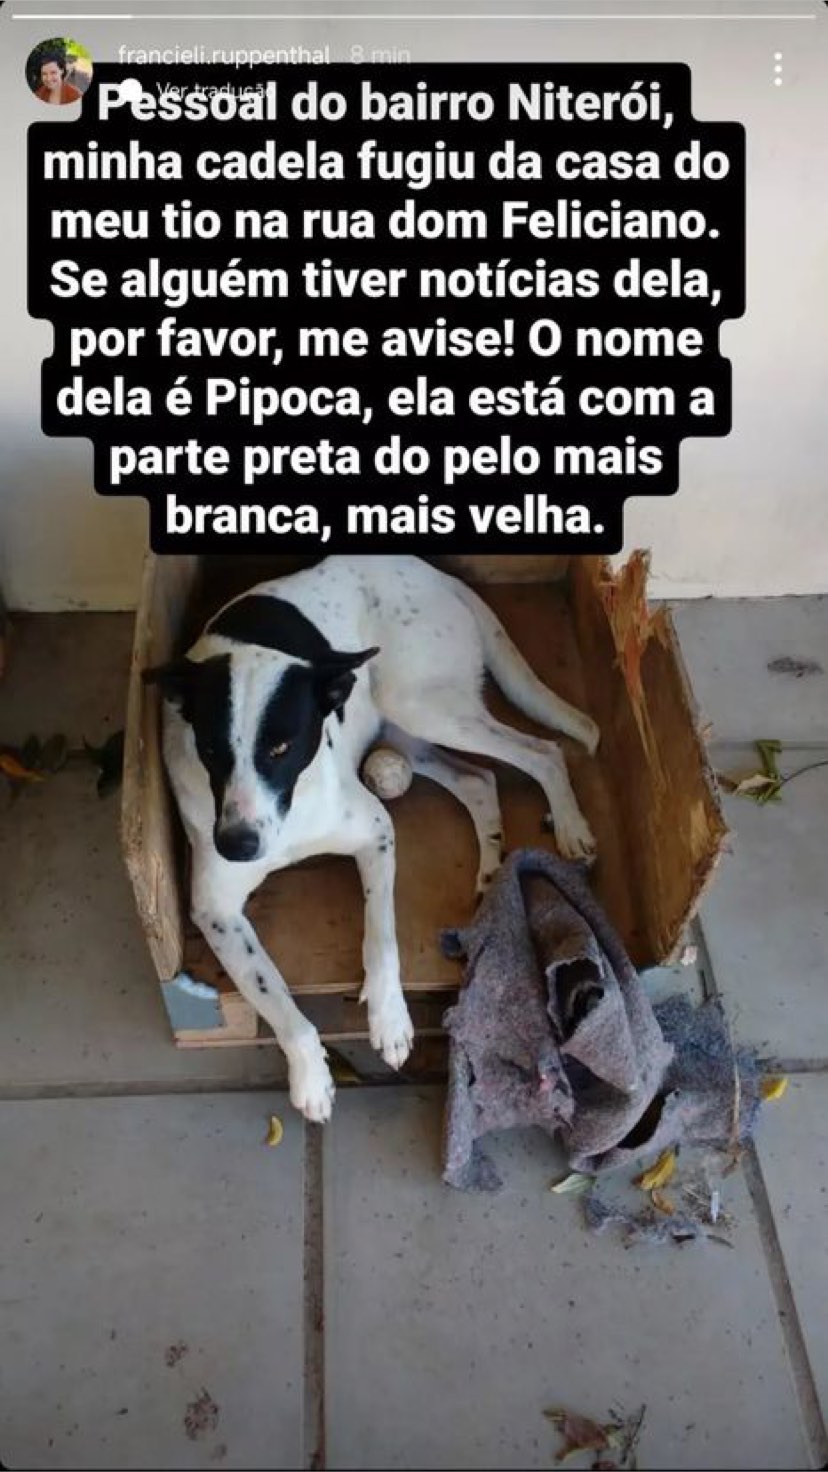 francieli.ruppenthal 8 min
Ver tradução
Pessoal do bairro Niterói,
minha cadela fugiu da casa do
meu tio na rua dom Feliciano.
Se alguém tiver notícias dela,
por favor, me avise! O nome
dela é Pipoca, ela está com a
parte preta do pelo mais
branca, mais velha.